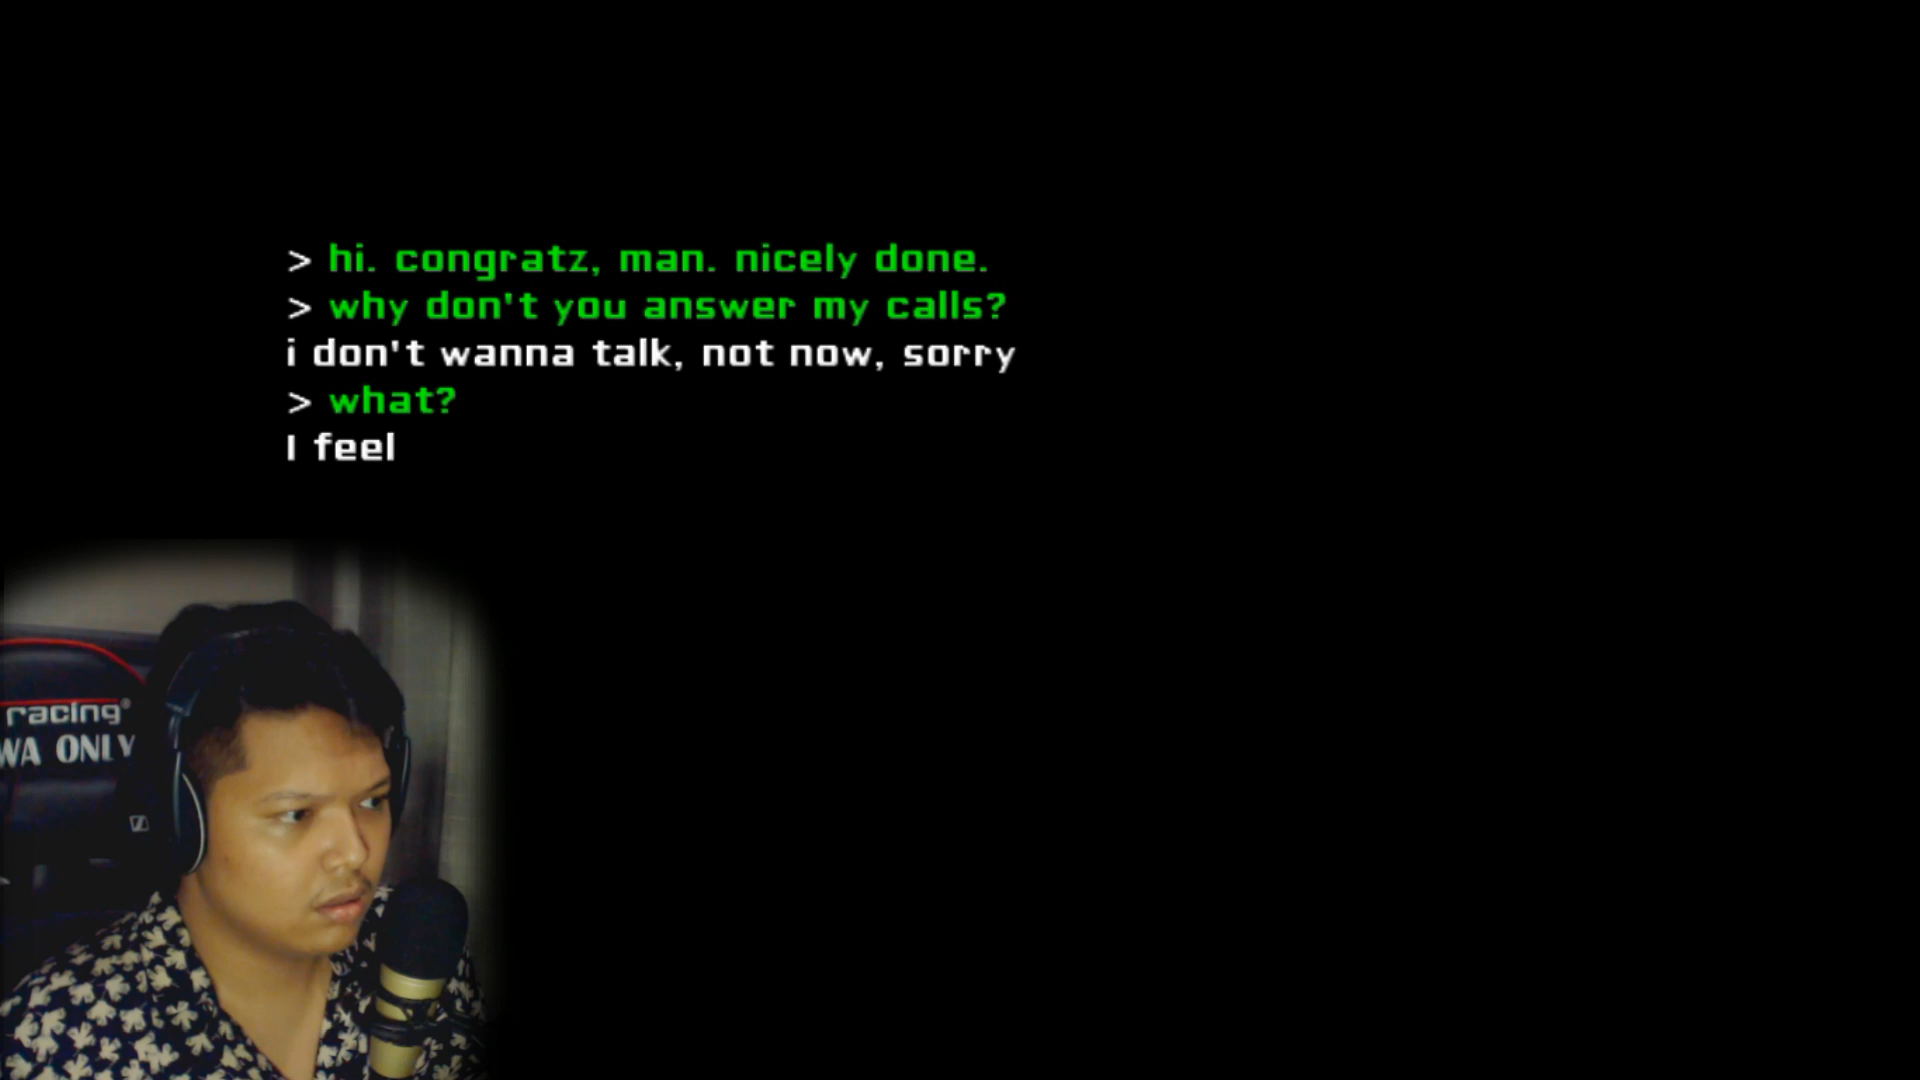 > hi. congratz, man. nicely done.
> why don't you answer my calls?
i don't wanna talk, not now, sorry
> what?
I feel
racing®
WA ONLY